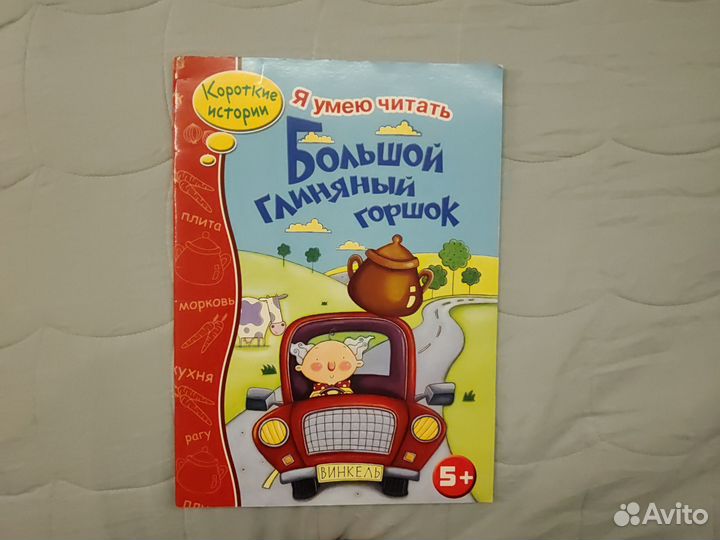 Короткие
истории
Я умею читать
Большой
глиняный
горшок
плита
морковь
кухня
рагу
ВИНКЕЛЬ
5+
Avito